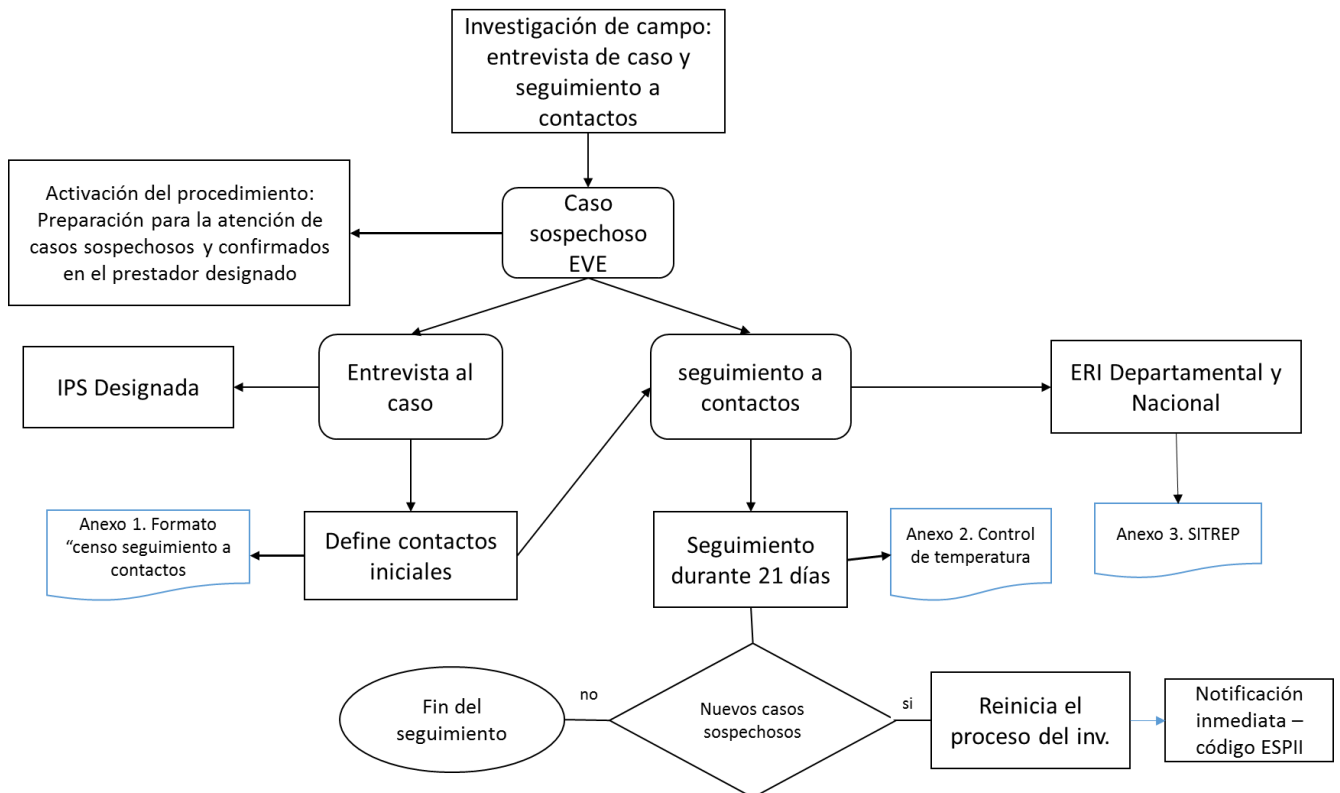 Investigación de campo:
entrevista de caso y
seguimiento a
contactos
Activación del procedimiento:
Preparación para la atención de
casos sospechosos y confirmados
en el prestador designado
Caso
sospechoso
EVE
IPS Designada
Entrevista al
caso
seguimiento a
contactos
ERI Departamental y
Nacional
Anexo 1. Formato
“censo seguimiento a
contactos
Define contactos
iniciales
Seguimiento
durante 21 días
Anexo 2. Control
de temperatura
Anexo 3. SITREP
Fin del
seguimiento
no
Nuevos casos
sospechosos
si
Reinicia el
proceso del inv.
Notificación
inmediata –
código ESPII